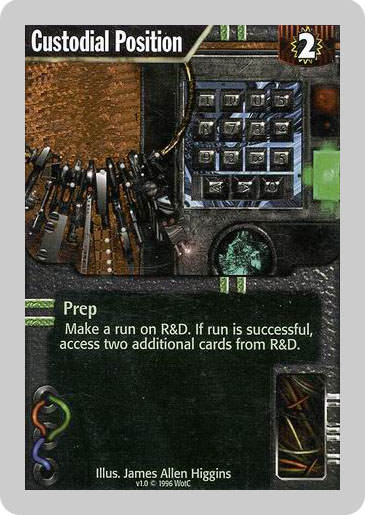 Custodial Position
2
Prep
Make a run on R&D. If run is successful,
access two additional cards from R&D.
Illus. James Allen Higgins
v1.0 © 1996 WotC